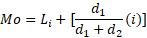 Mo = L_i + [\frac{d_1}{d_1 + d_2}(i)]